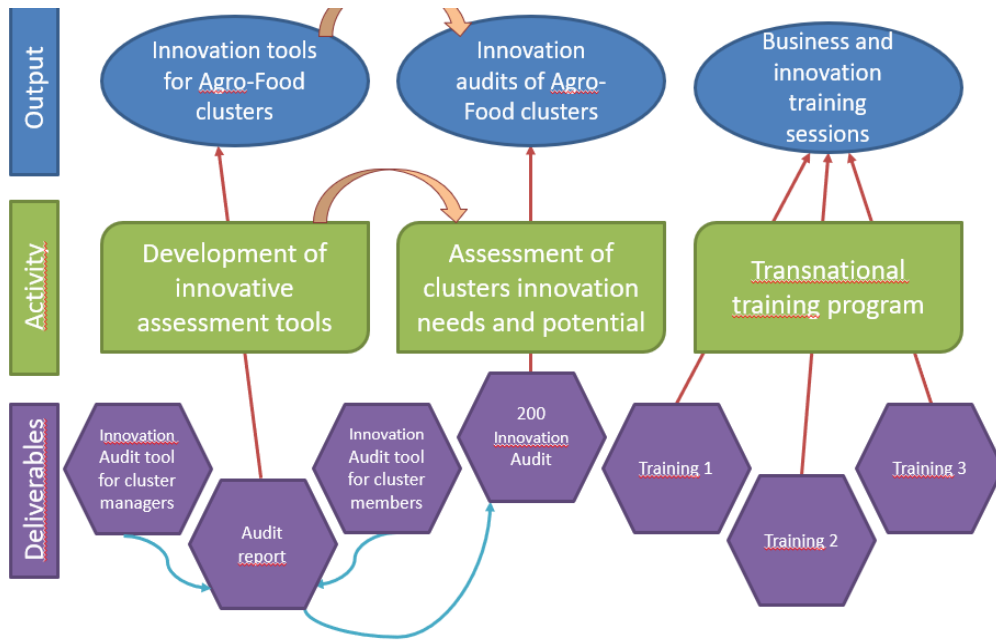 Output
Innovation tools
for Agro-Food
clusters
Innovation
audits of Agro-
Food clusters
Business and
innovation
training
sessions
Activity
Development of
innovative
assessment tools
Assessment of
clusters innovation
needs and potential
Transnational
training program
Deliverables
Innovation
Audit tool
for cluster
managers
Audit
report
Innovation
Audit tool
for cluster
members
200
Innovation
Audit
Training 1
Training 2
Training 3